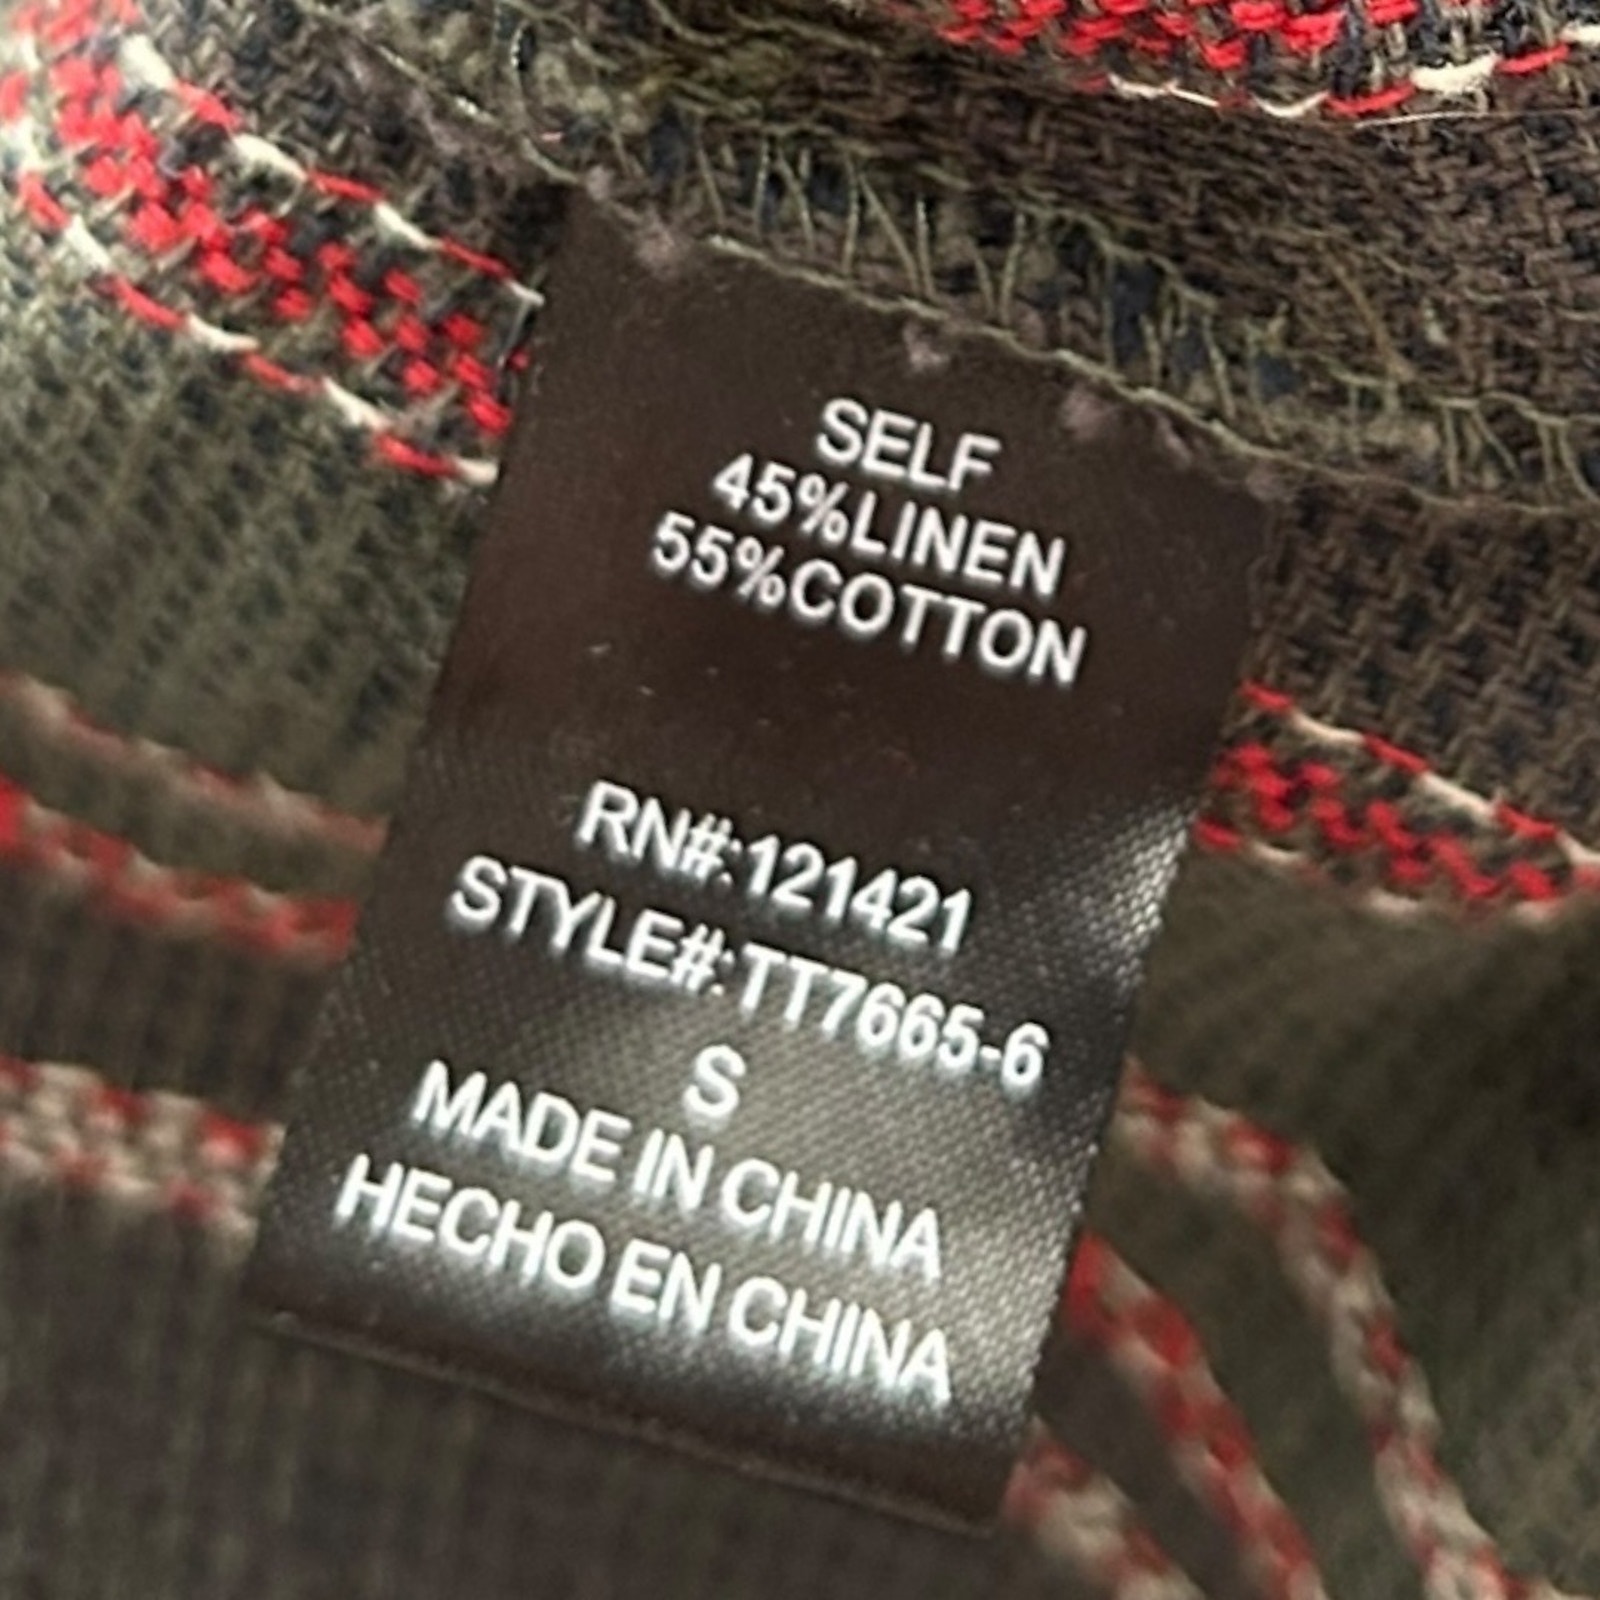 SELF
45%LINEN
55%COTTON
RN#:121421
STYLE#:TT7665-6
S
MADE IN CHINA
HECHO EN CHINA